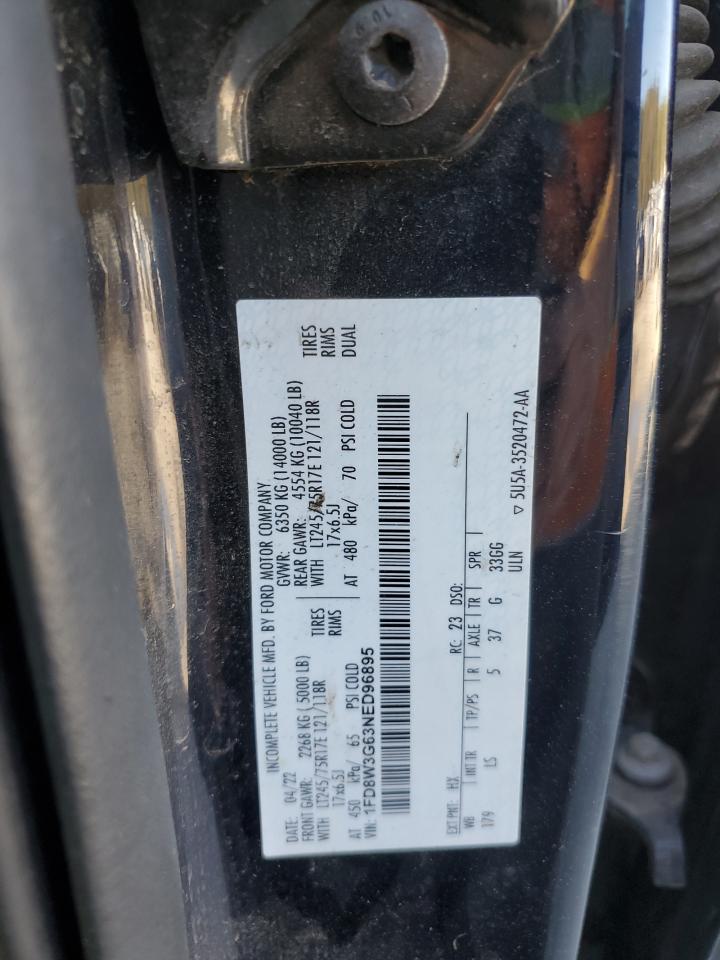 INCOMPLETE VEHICLE MFD. BY FORD MOTOR COMPANY
DATE: 04/22 GVWR: 6350 KG (14000 LB)
FRONT GAWR: 2268 KG (5000 LB) REAR GAWR: 4554 KG (10040 LB)
WITH LT245/75R17E 121/118R TIRES WITH LT245/75R17E 121/118R TIRES
17x6.5J RIMS 17x6.5J RIMS
AT 450 kPa/ 65 PSI COLD AT 480 kPa/ 70 PSI COLD DUAL
VIN: 1FD8W3G63NED96895
EXT PNT: HX RC: 23 DSO:
WB INT TR TP/PS R AXLE TR SPR
179 LS 5 37 G 33GG
ULN
▽ 5U5A-3520472-AA
10.9